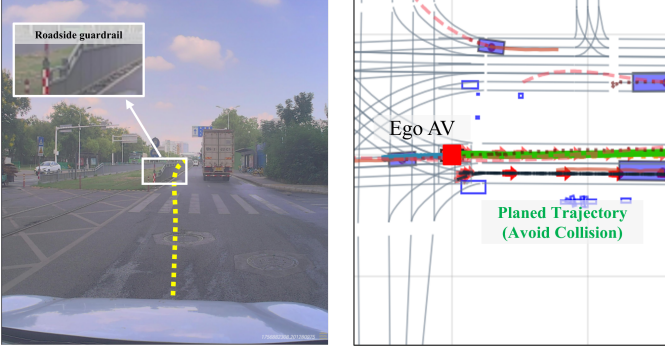 Roadside guardrail
Ego AV
Planed Trajectory
(Avoid Collision)